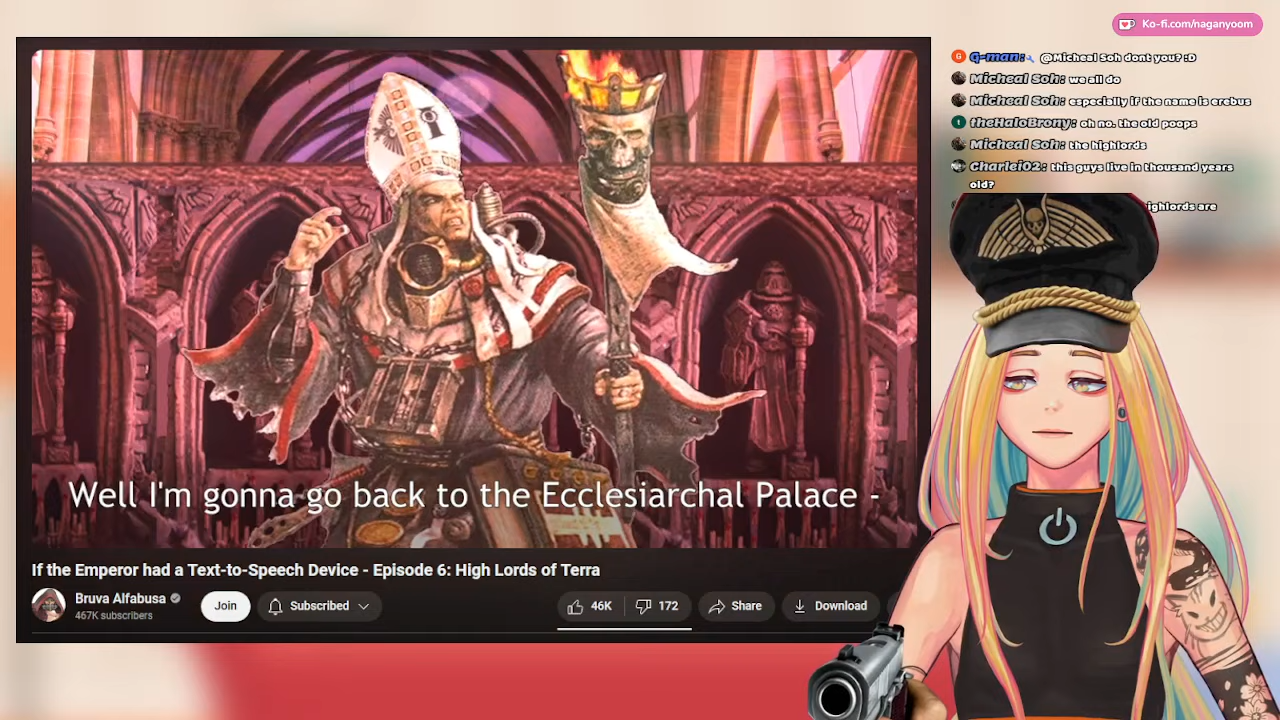 Ko-fi.com/naganyoom
G-man: @Micheal Soh dont you? :D
Micheal Soh: we all do
Micheal Soh: especially if the name is erebus
theHaloBrony: oh no. the old poops
Micheal Soh: the highlords
Charlei02: this guys live in thousand years
old?
ighlords are
Well I'm gonna go back to the Ecclesiarchal Palace -
If the Emperor had a Text-to-Speech Device - Episode 6: High Lords of Terra
Bruva Alfabusa
467K subscribers
Join
Subscribed
46K
172
Share
Download